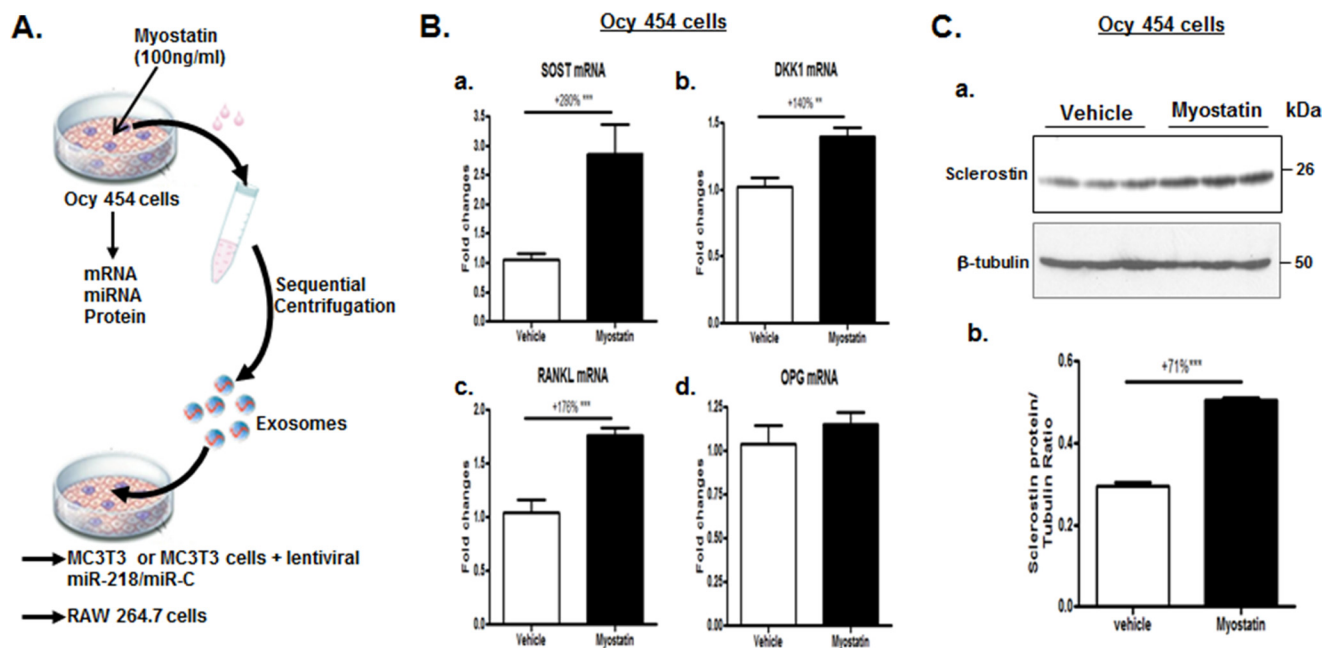 A.
Myostatin
(100ng/ml)
Ocy 454 cells
mRNA
miRNA
Protein
Sequential
Centrifugation
Exosomes
MC3T3 or MC3T3 cells + lentiviral
miR-218/miR-C
RAW 264.7 cells
B.
Ocy 454 cells
a.
SOST mRNA
+280% ***
Fold changes
3.5
3.0
2.5
2.0
1.5
1.0
0.5
0.0
Vehicle
Myostatin
b.
DKK1 mRNA
+140% **
Fold changes
1.5
1.0
0.5
0.0
Vehicle
Myostatin
c.
RANKL mRNA
+176% ***
Fold changes
2.0
1.5
1.0
0.5
0.0
Vehicle
Myostatin
d.
OPG mRNA
Fold changes
1.25
1.00
0.75
0.50
0.25
0.00
Vehicle
Myostatin
C.
Ocy 454 cells
a.
Vehicle
Myostatin
kDa
Sclerostin
26
β-tubulin
50
b.
+71%***
Sclerostin protein/
Tubulin Ratio
0.6
0.4
0.2
0.0
vehicle
Myostatin